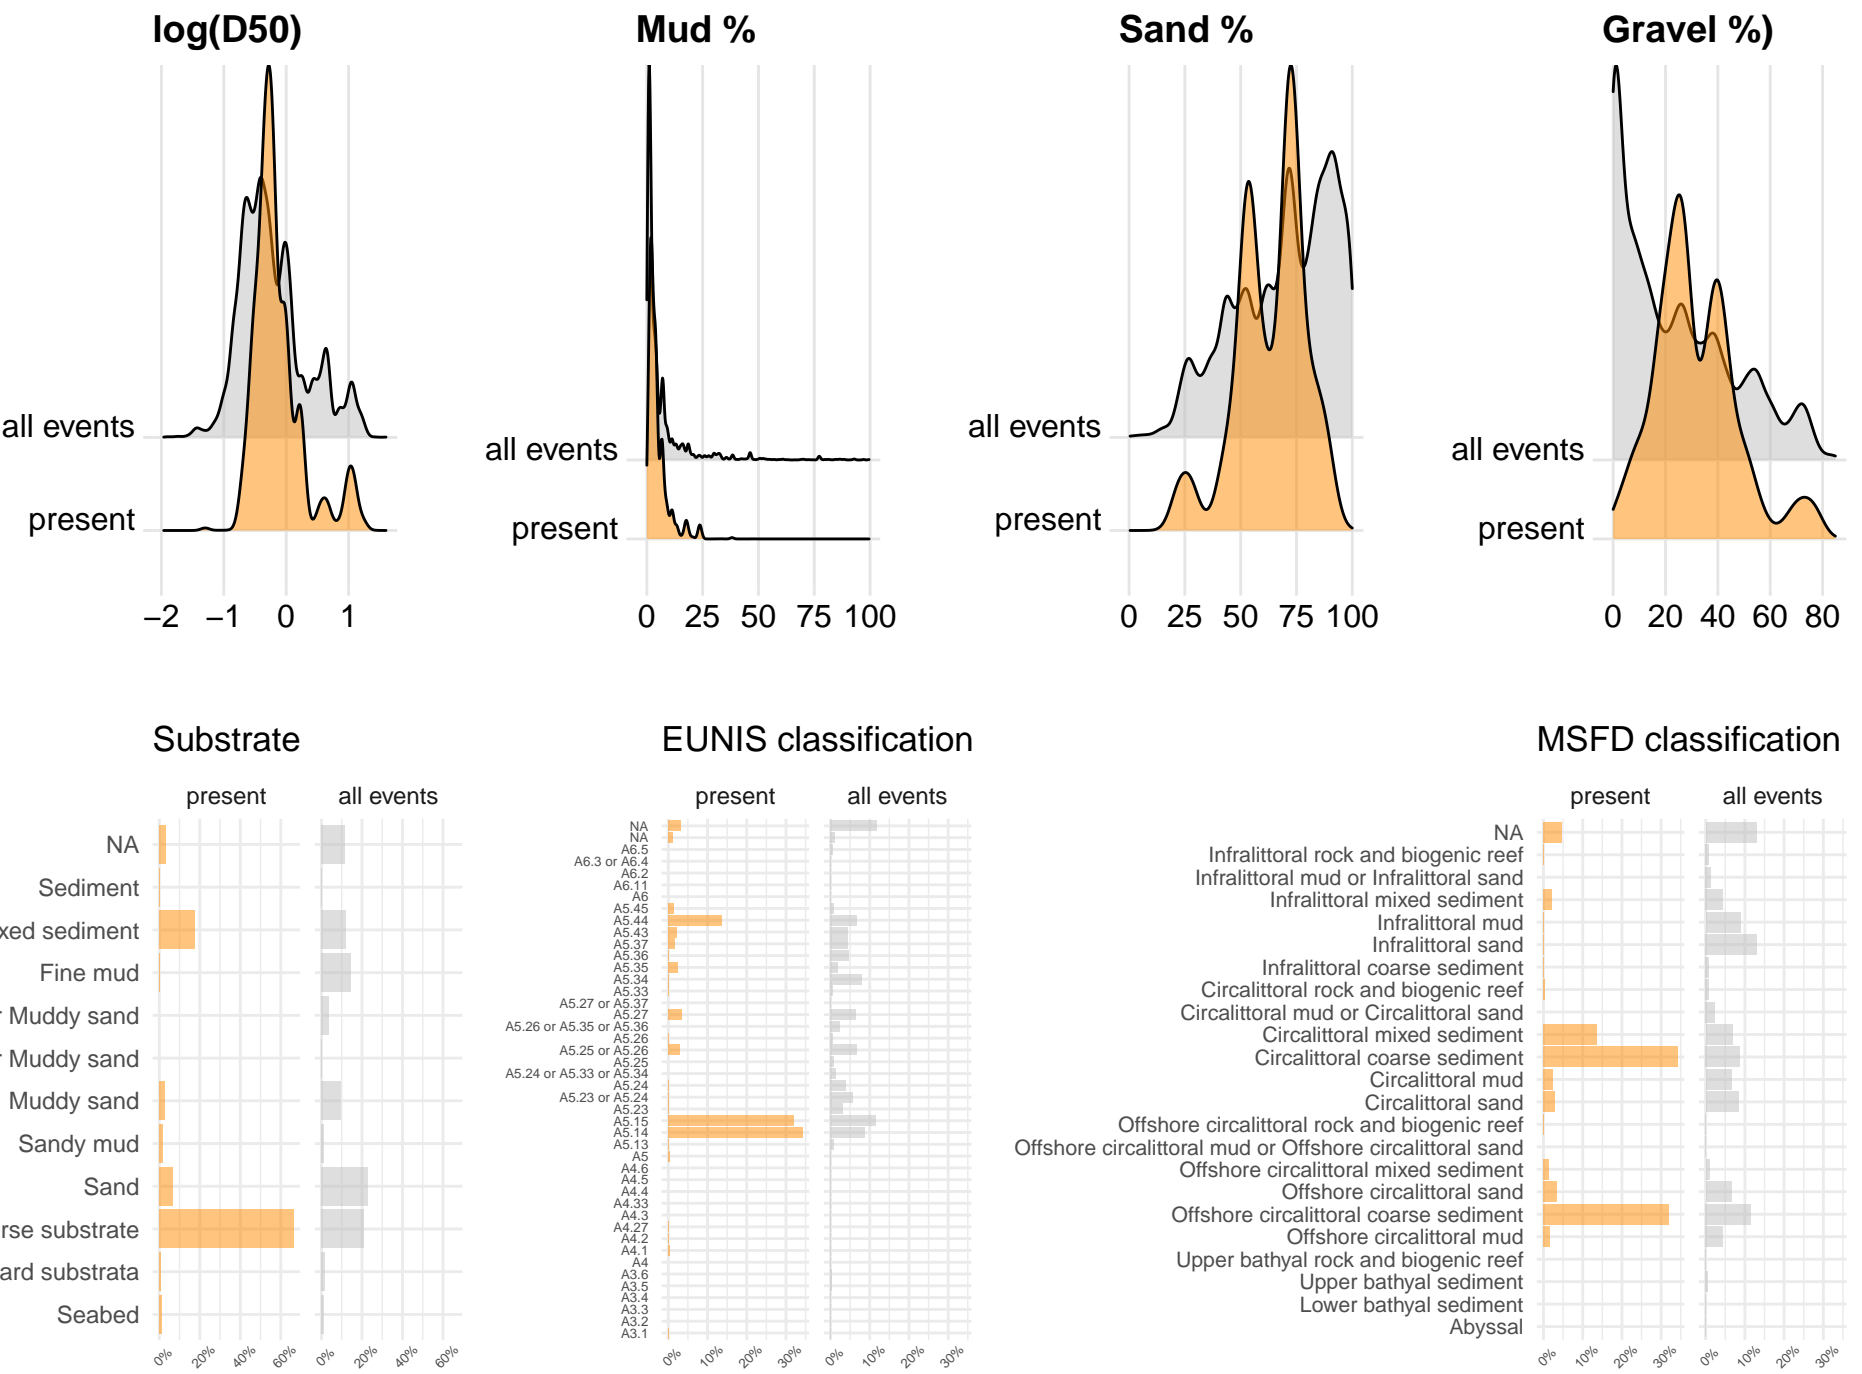 log(D50)
Mud %
Sand %
Gravel %)
all events
present
−2 −1 0 1
all events
present
0 25 50 75 100
all events
present
0 25 50 75 100
all events
present
0 20 40 60 80
Substrate
present all events
NA
Sediment
xed sediment
Fine mud
r Muddy sand
r Muddy sand
Muddy sand
Sandy mud
Sand
rse substrate
ard substrata
Seabed
0% 20% 40% 60% 0% 20% 40% 60%
EUNIS classification
present all events
NA
NA
A6.5
A6.3 or A6.4
A6.2
A6.11
A6
A5.45
A5.44
A5.43
A5.37
A5.36
A5.35
A5.34
A5.33
A5.27 or A5.37
A5.27
A5.26 or A5.35 or A5.36
A5.26
A5.25 or A5.26
A5.25
A5.24 or A5.33 or A5.34
A5.24
A5.23 or A5.24
A5.23
A5.15
A5.14
A5.13
A5
A4.6
A4.5
A4.4
A4.33
A4.3
A4.27
A4.2
A4.1
A4
A3.6
A3.5
A3.4
A3.3
A3.2
A3.1
0% 10% 20% 30% 0% 10% 20% 30%
MSFD classification
present all events
NA
Infralittoral rock and biogenic reef
Infralittoral mud or Infralittoral sand
Infralittoral mixed sediment
Infralittoral mud
Infralittoral sand
Infralittoral coarse sediment
Circalittoral rock and biogenic reef
Circalittoral mud or Circalittoral sand
Circalittoral mixed sediment
Circalittoral coarse sediment
Circalittoral mud
Circalittoral sand
Offshore circalittoral rock and biogenic reef
Offshore circalittoral mud or Offshore circalittoral sand
Offshore circalittoral mixed sediment
Offshore circalittoral sand
Offshore circalittoral coarse sediment
Offshore circalittoral mud
Upper bathyal rock and biogenic reef
Upper bathyal sediment
Lower bathyal sediment
Abyssal
0% 10% 20% 30% 0% 10% 20% 30%